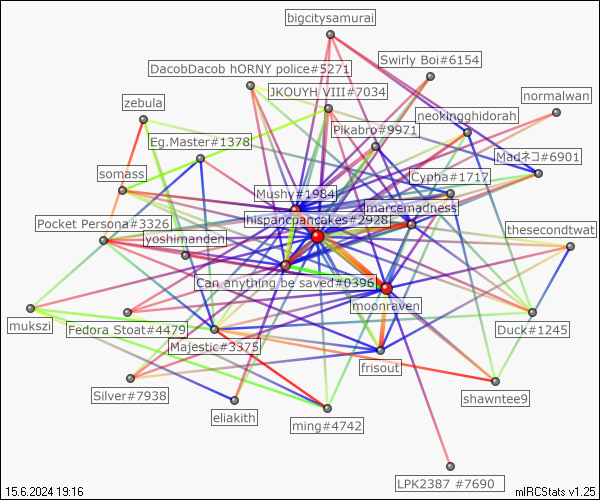 bigcitysamurai
Swirly Boi#6154
DacobDacob hORNY police#5271
JKOUYH VIII#7034
normalwan
zebula
neokingghidorah
Pikabro#9971
Eg.Master#1378
Madネコ#6901
somass
Cypha#1717
Mushy#1984
marcemadness
hispancpancakes#2928
Pocket Persona#3326
thesecondtwat
yoshimanden
Can anything be saved#0396
moonraven
mukszi
Fedora Stoat#4479
Duck#1245
Majestic#3375
frisout
Silver#7938
shawntee9
eliakith
ming#4742
LPK2387 #7690
15.6.2024 19:16
mIRCStats v1.25